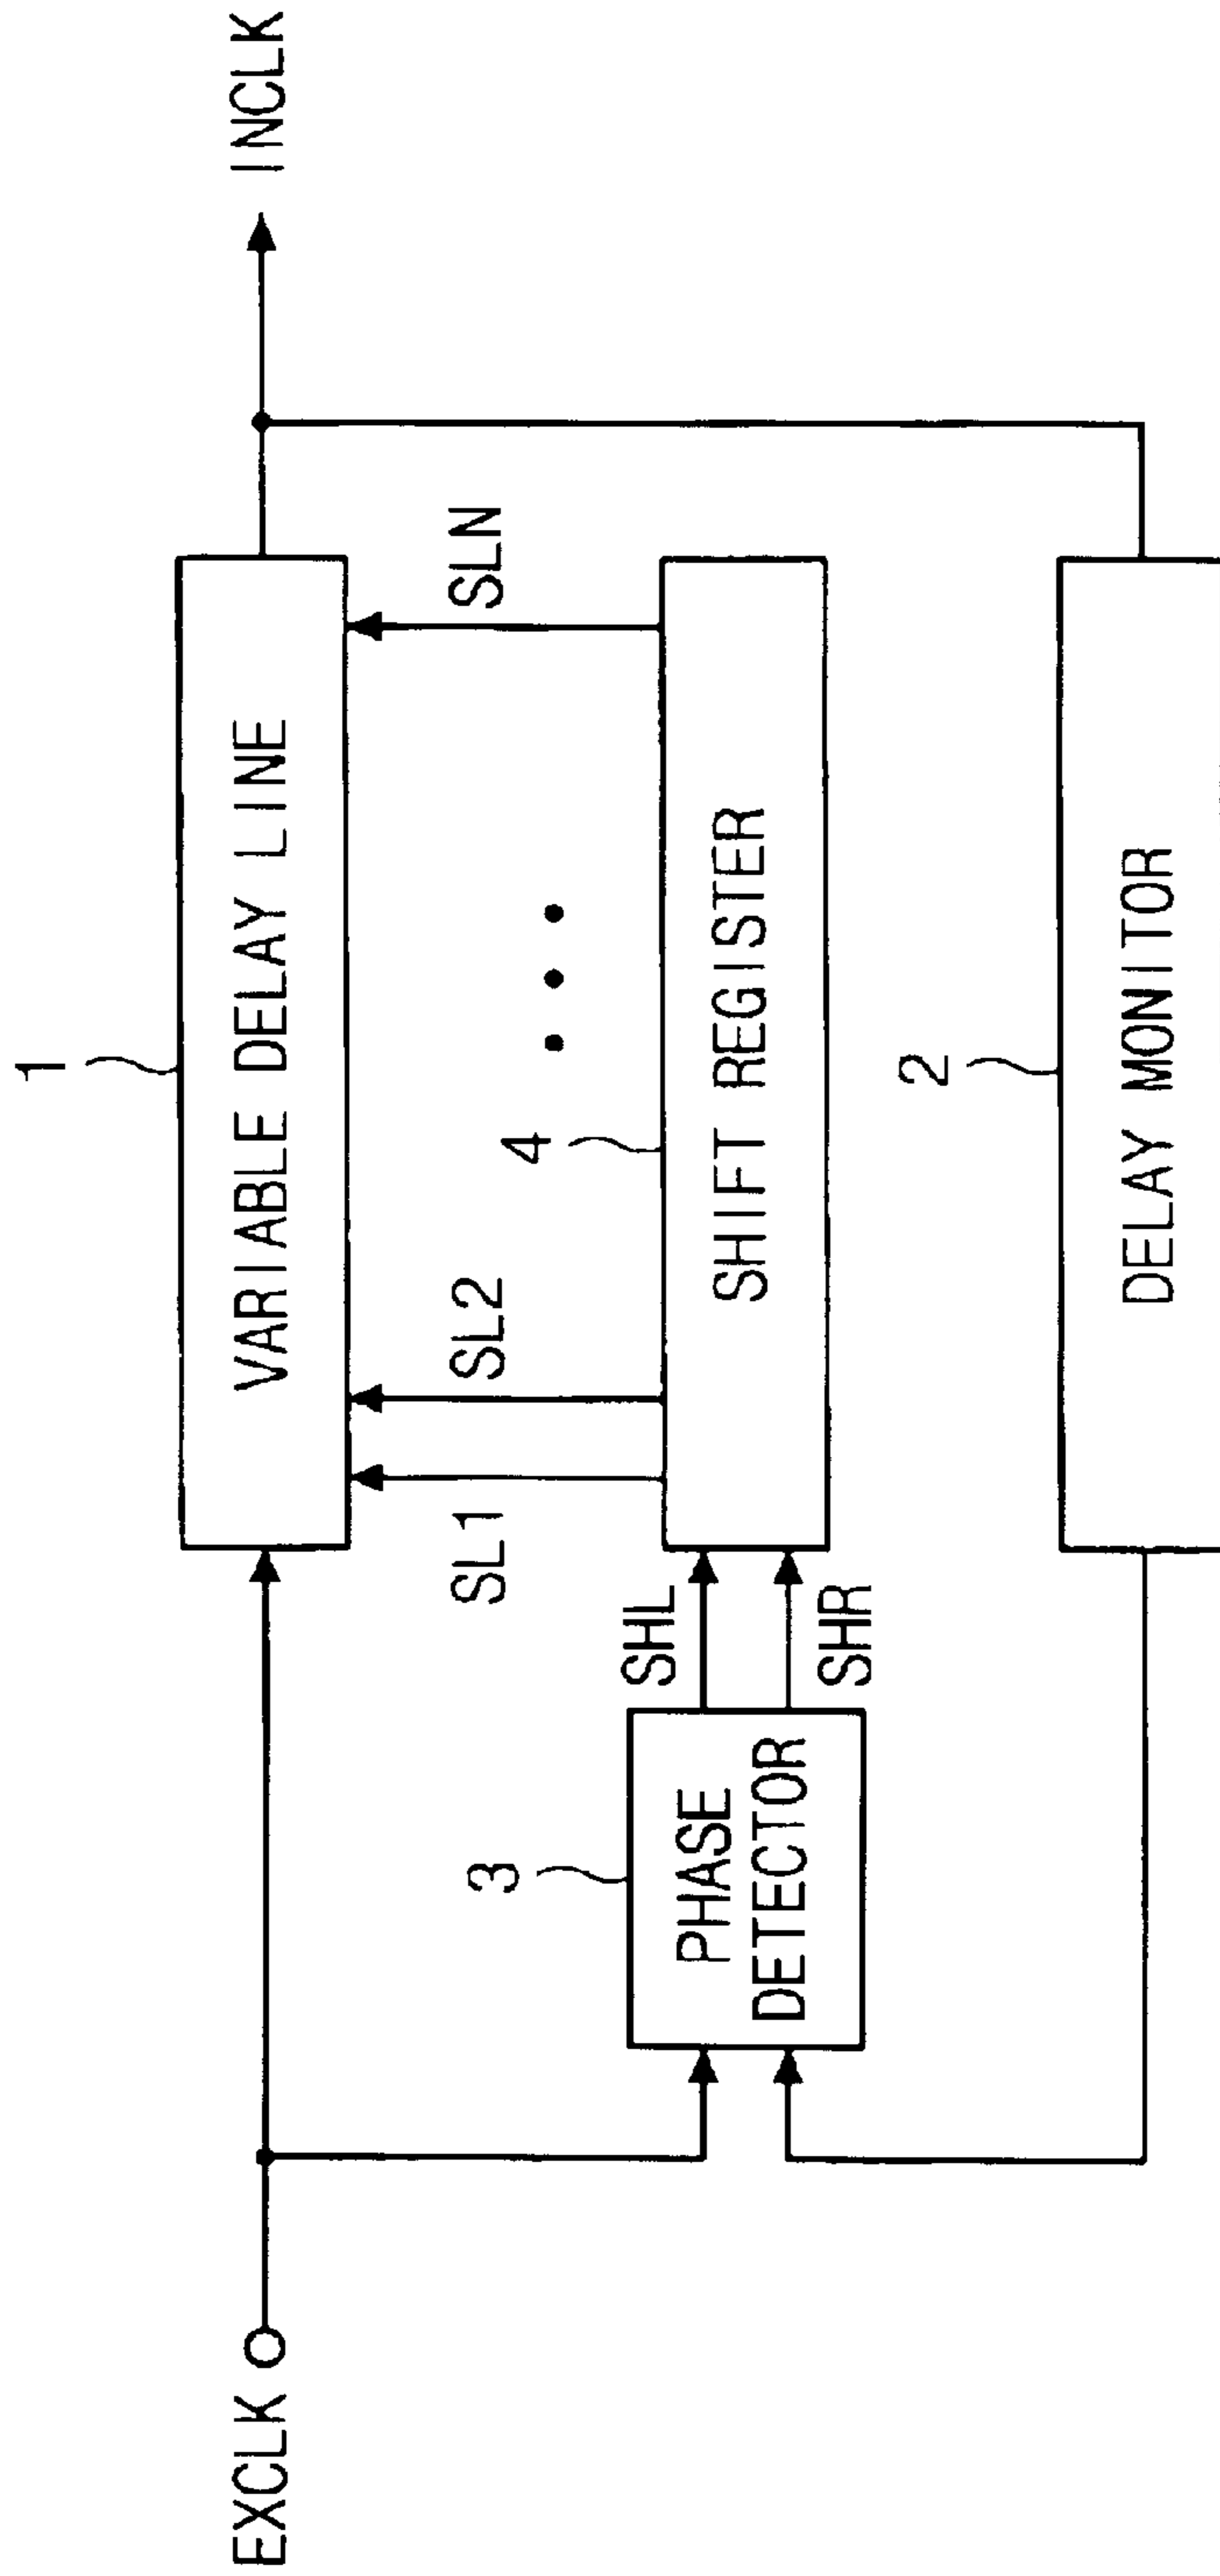 1
EXCLK
VARIABLE DELAY LINE
INCLK
SL1
SL2
SLN
3
4
PHASE
DETECTOR
SHL
SHR
SHIFT REGISTER
2
DELAY MONITOR